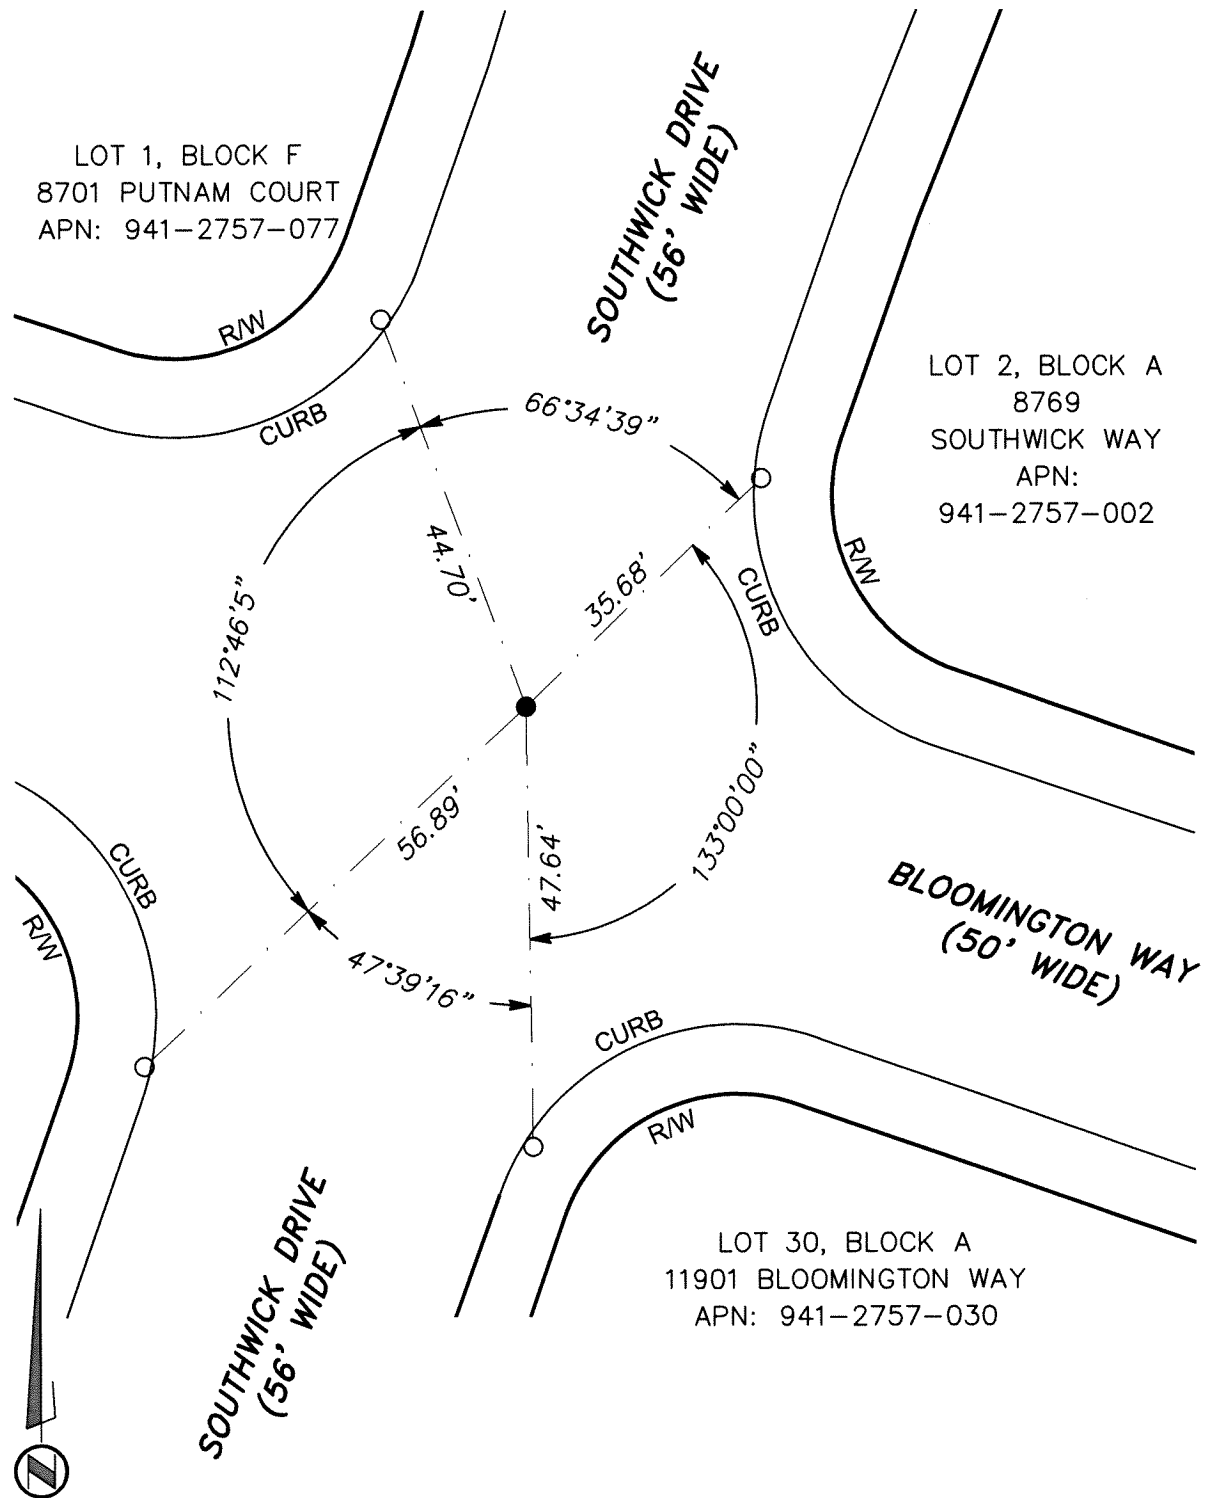 SOUTHWICK DRIVE
(56' WIDE)
LOT 1, BLOCK F
8701 PUTNAM COURT
APN: 941-2757-077
R/W
CURB
66°34'39"
LOT 2, BLOCK A
8769
SOUTHWICK WAY
APN:
941-2757-002
R/W
CURB
44.70'
35.68'
112°46'5"
133°00'00"
56.89'
47.64'
CURB
R/W
BLOOMINGTON WAY
(50' WIDE)
47°39'16"
CURB
R/W
SOUTHWICK DRIVE
(56' WIDE)
LOT 30, BLOCK A
11901 BLOOMINGTON WAY
APN: 941-2757-030
N